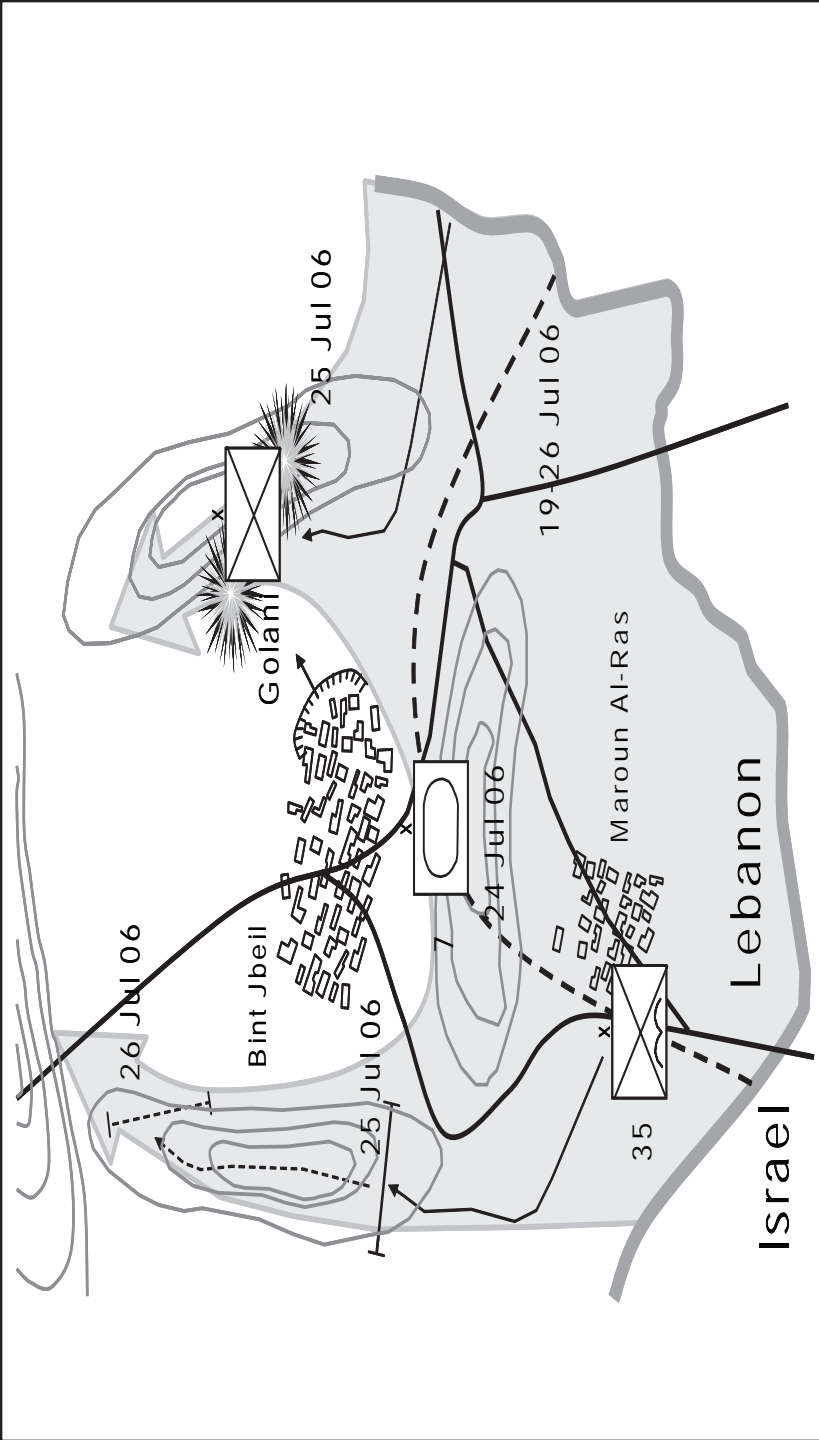 26 Jul 06
x
Bint Jbeil
Golani
25 Jul 06
25 Jul 06
x
7
24 Jul 06
19-26 Jul 06
x
Maroun Al-Ras
35
Lebanon
Israel